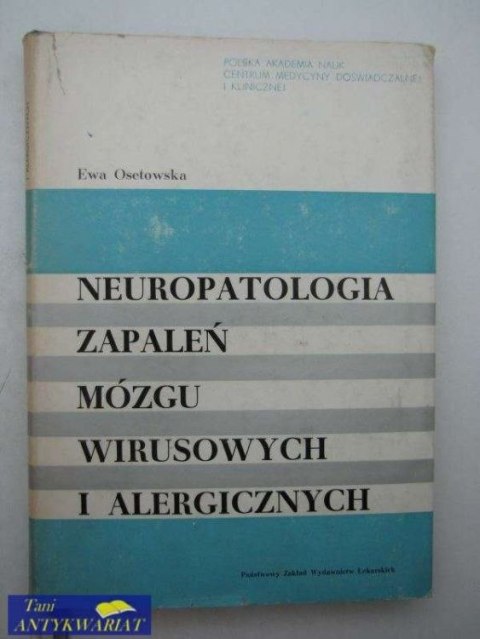 POLSKA AKADEMIA NAUK
CENTRUM MEDYCYNY DOŚWIADCZALNEJ
I KLINICZNEJ
Ewa Osetowska
NEUROPATOLOGIA
ZAPALEŃ
MÓZGU
WIRUSOWYCH
I ALERGICZNYCH
Państwowy Zakład Wydawnictw Lekarskich
Tani
ANTYKWARIAT